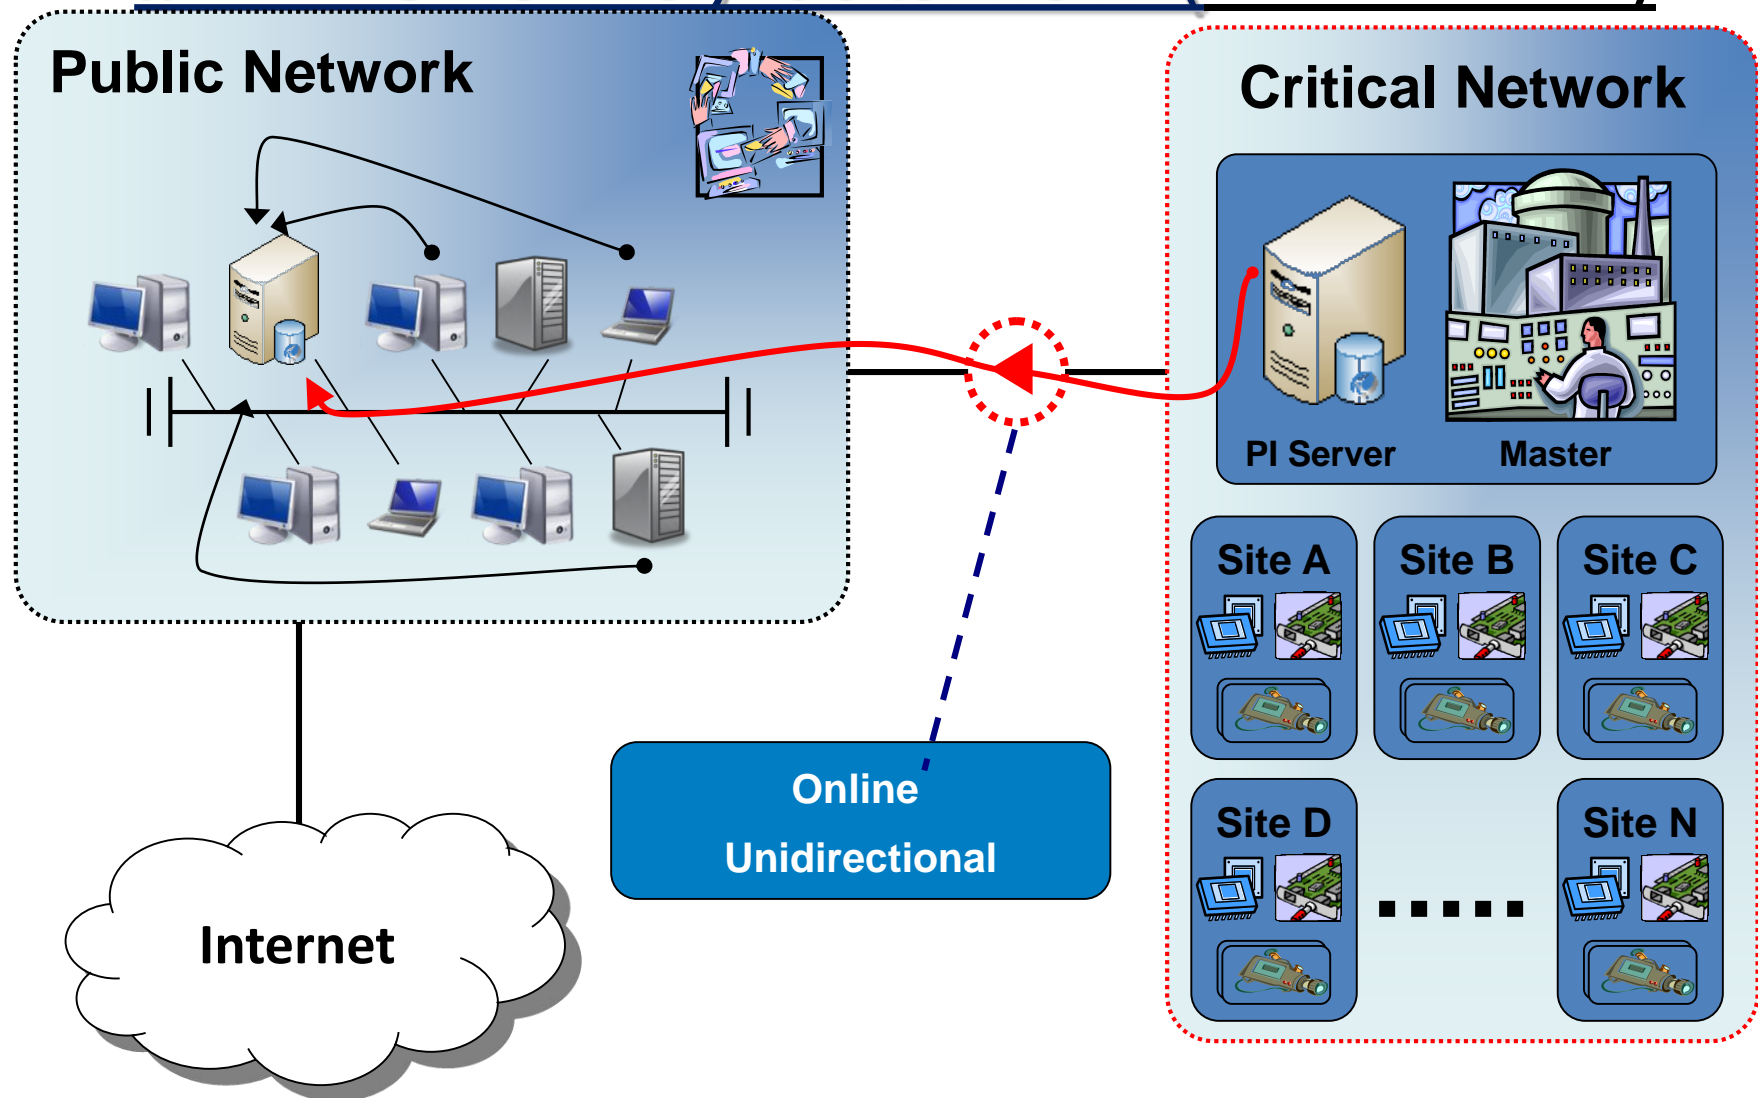 Public Network
Critical Network
PI Server
Master
Site A
Site B
Site C
Online
Unidirectional
Site D
Site N
Internet